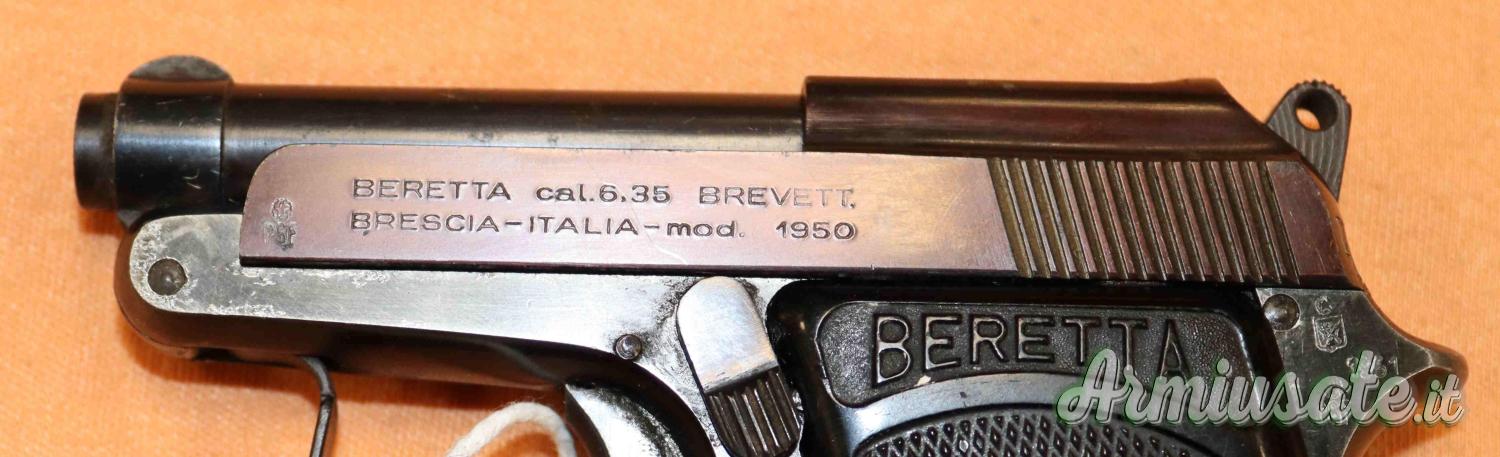 BERETTA cal.6.35 BREVETT.
BRESCIA-ITALIA-mod. 1950
BERETTA
Armiusate.it